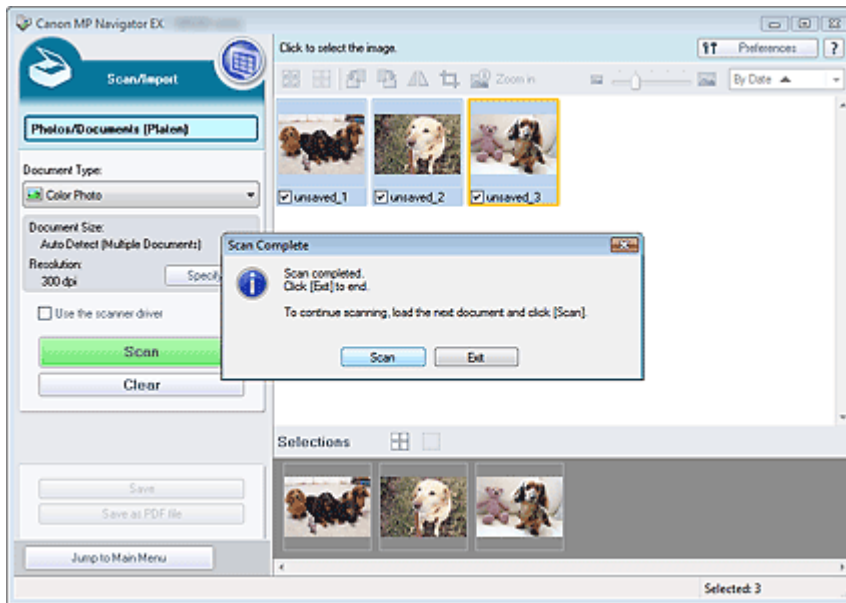 Canon MP Navigator EX
Scan/Import
Photos/Documents (Platen)
Document Type:
Color Photo
Document Size:
Auto Detect (Multiple Documents)
Resolution:
300 dpi
Specify
Use the scanner driver
Scan
Clear
Save
Save as PDF file
Jump to Main Menu
Click to select the image.
Preferences
?
Zoom in
By Date
unsaved_1
unsaved_2
unsaved_3
Scan Complete
Scan completed.
Click [Exit] to end.
To continue scanning, load the next document and click [Scan].
Scan
Exit
Selections
Selected: 3